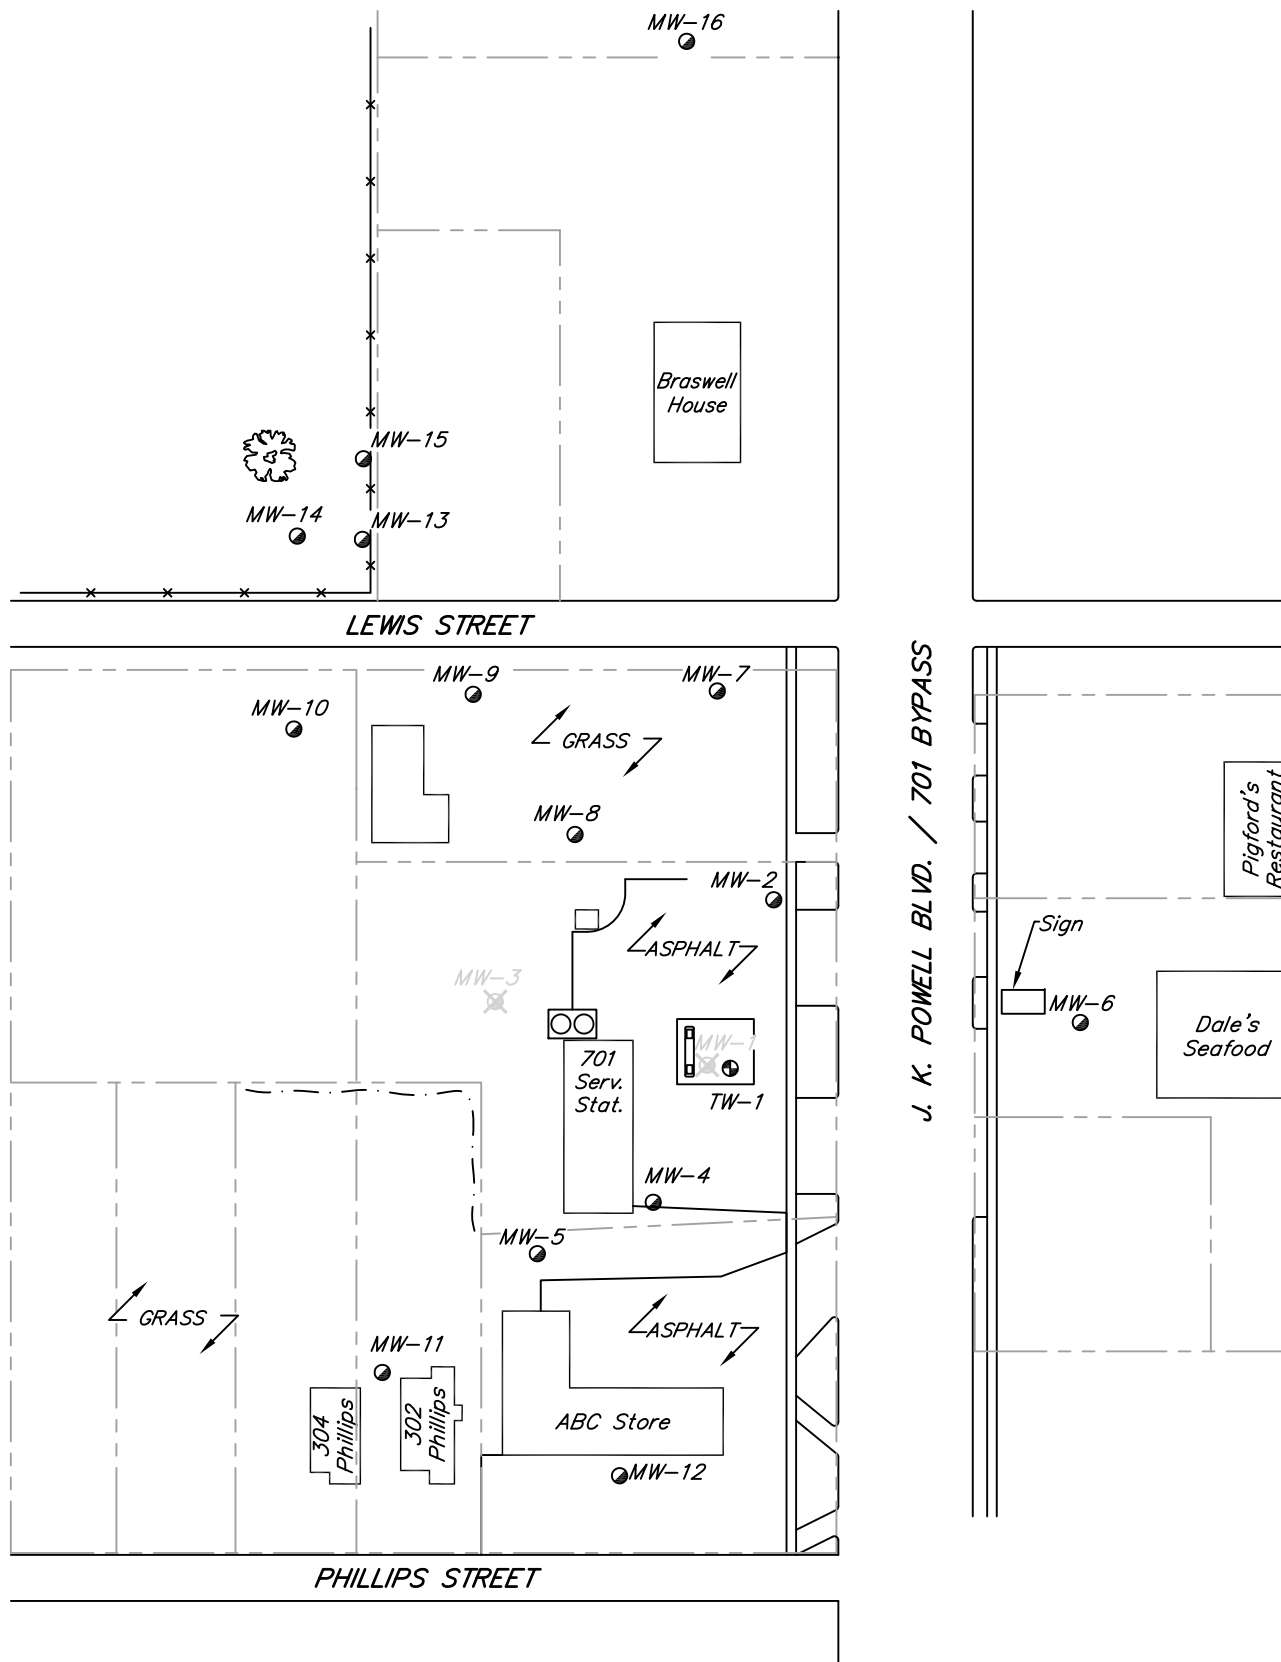 MW-16
Braswell
House
MW-15
MW-14
MW-13
LEWIS STREET
MW-9
MW-7
MW-10
GRASS
MW-8
MW-2
ASPHALT
MW-3
J. K. POWELL BLVD. / 701 BYPASS
Pigford's
Restaurant
Sign
MW-6
Dale's
Seafood
701
Serv.
Stat.
MW-1
TW-1
MW-4
MW-5
GRASS
ASPHALT
MW-11
304
Phillips
302
Phillips
ABC Store
MW-12
PHILLIPS STREET